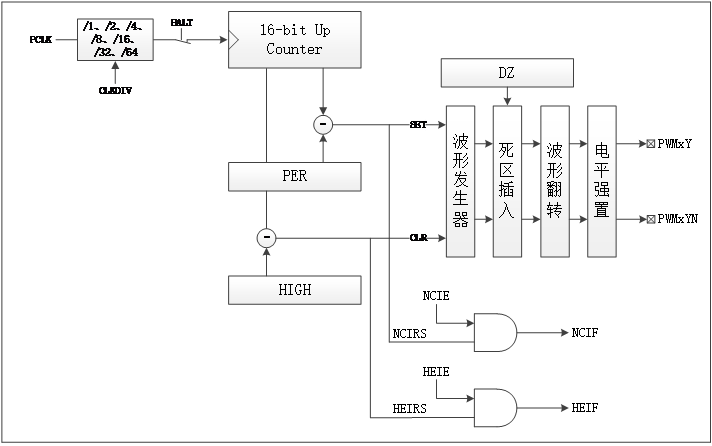 /1、/2、/4、
/8、/16、
/32、/64
PCLK
HALT
CLKDIV
16-bit Up
Counter
DZ
-
SET
PER
-
CLR
HIGH
波形发生器
死区插入
波形翻转
电平强置
PWMxY
PWMxYN
NCIE
NCIRS
NCIF
HEIE
HEIRS
HEIF